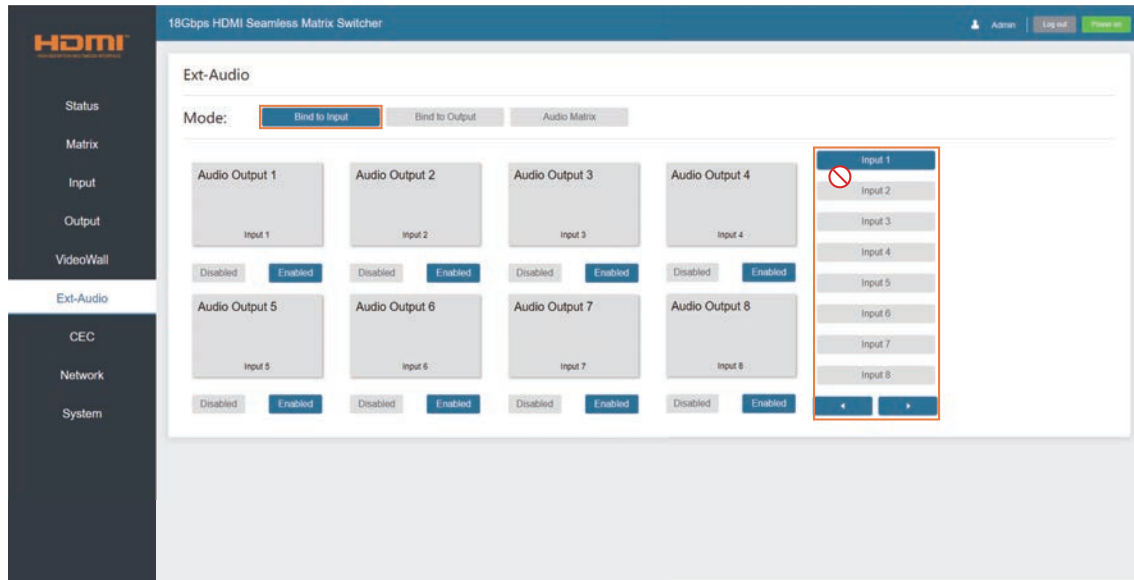 HDMI
18Gbps HDMI Seamless Matrix Switcher
Admin
Log out
Power on
Status
Matrix
Input
Output
VideoWall
Ext-Audio
CEC
Network
System
Ext-Audio
Mode:
Bind to Input
Bind to Output
Audio Matrix
Audio Output 1
Input 1
Disabled
Enabled
Audio Output 2
Input 2
Disabled
Enabled
Audio Output 3
Input 3
Disabled
Enabled
Audio Output 4
Input 4
Disabled
Enabled
Audio Output 5
Input 5
Disabled
Enabled
Audio Output 6
Input 6
Disabled
Enabled
Audio Output 7
Input 7
Disabled
Enabled
Audio Output 8
Input 8
Disabled
Enabled
Input 1
Input 2
Input 3
Input 4
Input 5
Input 6
Input 7
Input 8